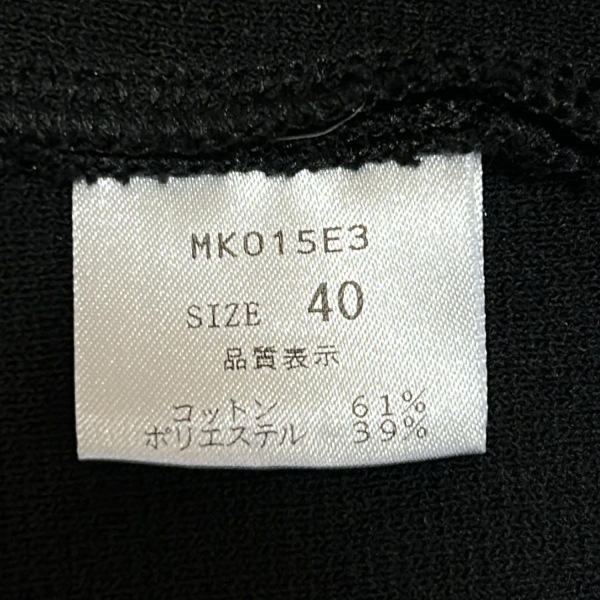 MK015E3
SIZE 40
品質表示
コットン 61%
ポリエステル 39%